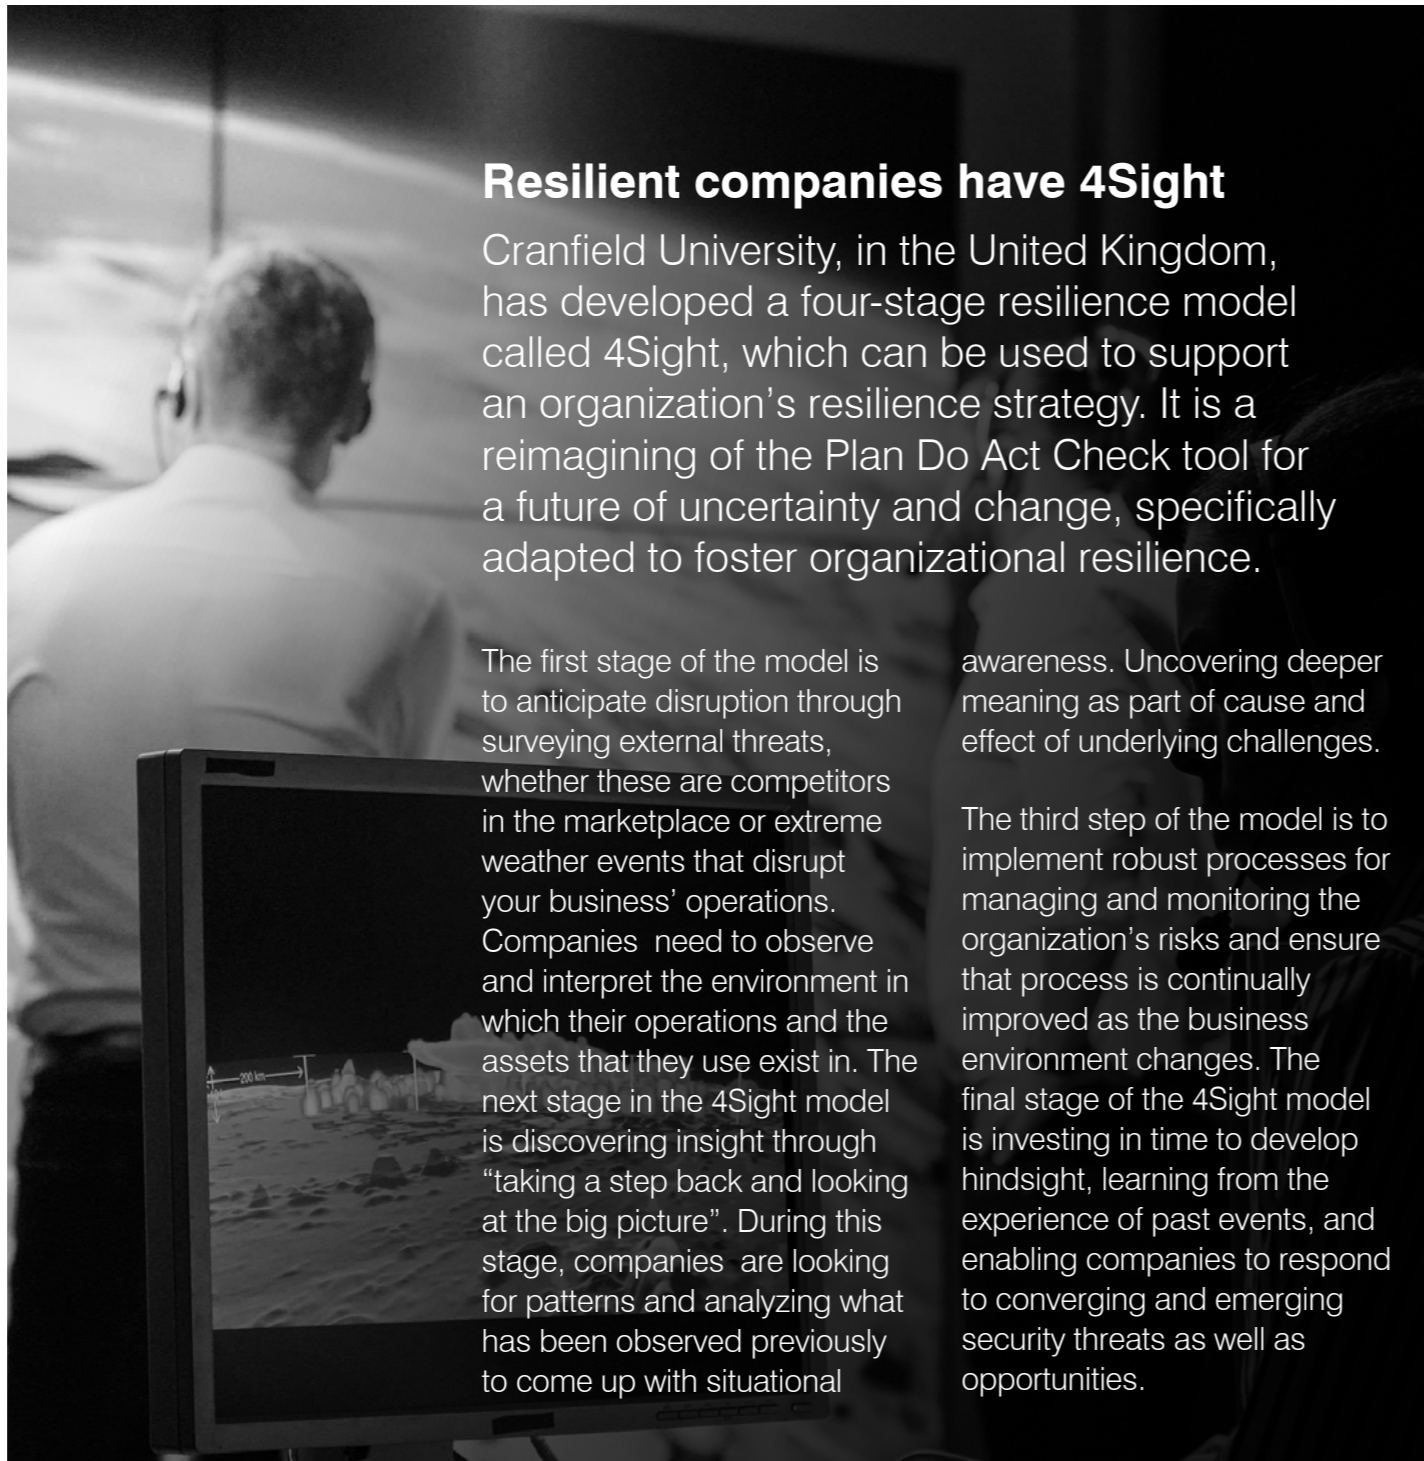 Resilient companies have 4Sight
Cranfield University, in the United Kingdom,
has developed a four-stage resilience model
called 4Sight, which can be used to support
an organization’s resilience strategy. It is a
reimagining of the Plan Do Act Check tool for
a future of uncertainty and change, specifically
adapted to foster organizational resilience.
The first stage of the model is
to anticipate disruption through
surveying external threats,
whether these are competitors
in the marketplace or extreme
weather events that disrupt
your business’ operations.
Companies  need to observe
and interpret the environment in
which their operations and the
assets that they use exist in. The
next stage in the 4Sight model
is discovering insight through
“taking a step back and looking
at the big picture”. During this
stage, companies  are looking
for patterns and analyzing what
has been observed previously
to come up with situational
awareness. Uncovering deeper
meaning as part of cause and
effect of underlying challenges.
The third step of the model is to
implement robust processes for
managing and monitoring the
organization’s risks and ensure
that process is continually
improved as the business
environment changes. The
final stage of the 4Sight model
is investing in time to develop
hindsight, learning from the
experience of past events, and
enabling companies to respond
to converging and emerging
security threats as well as
opportunities.
200 km